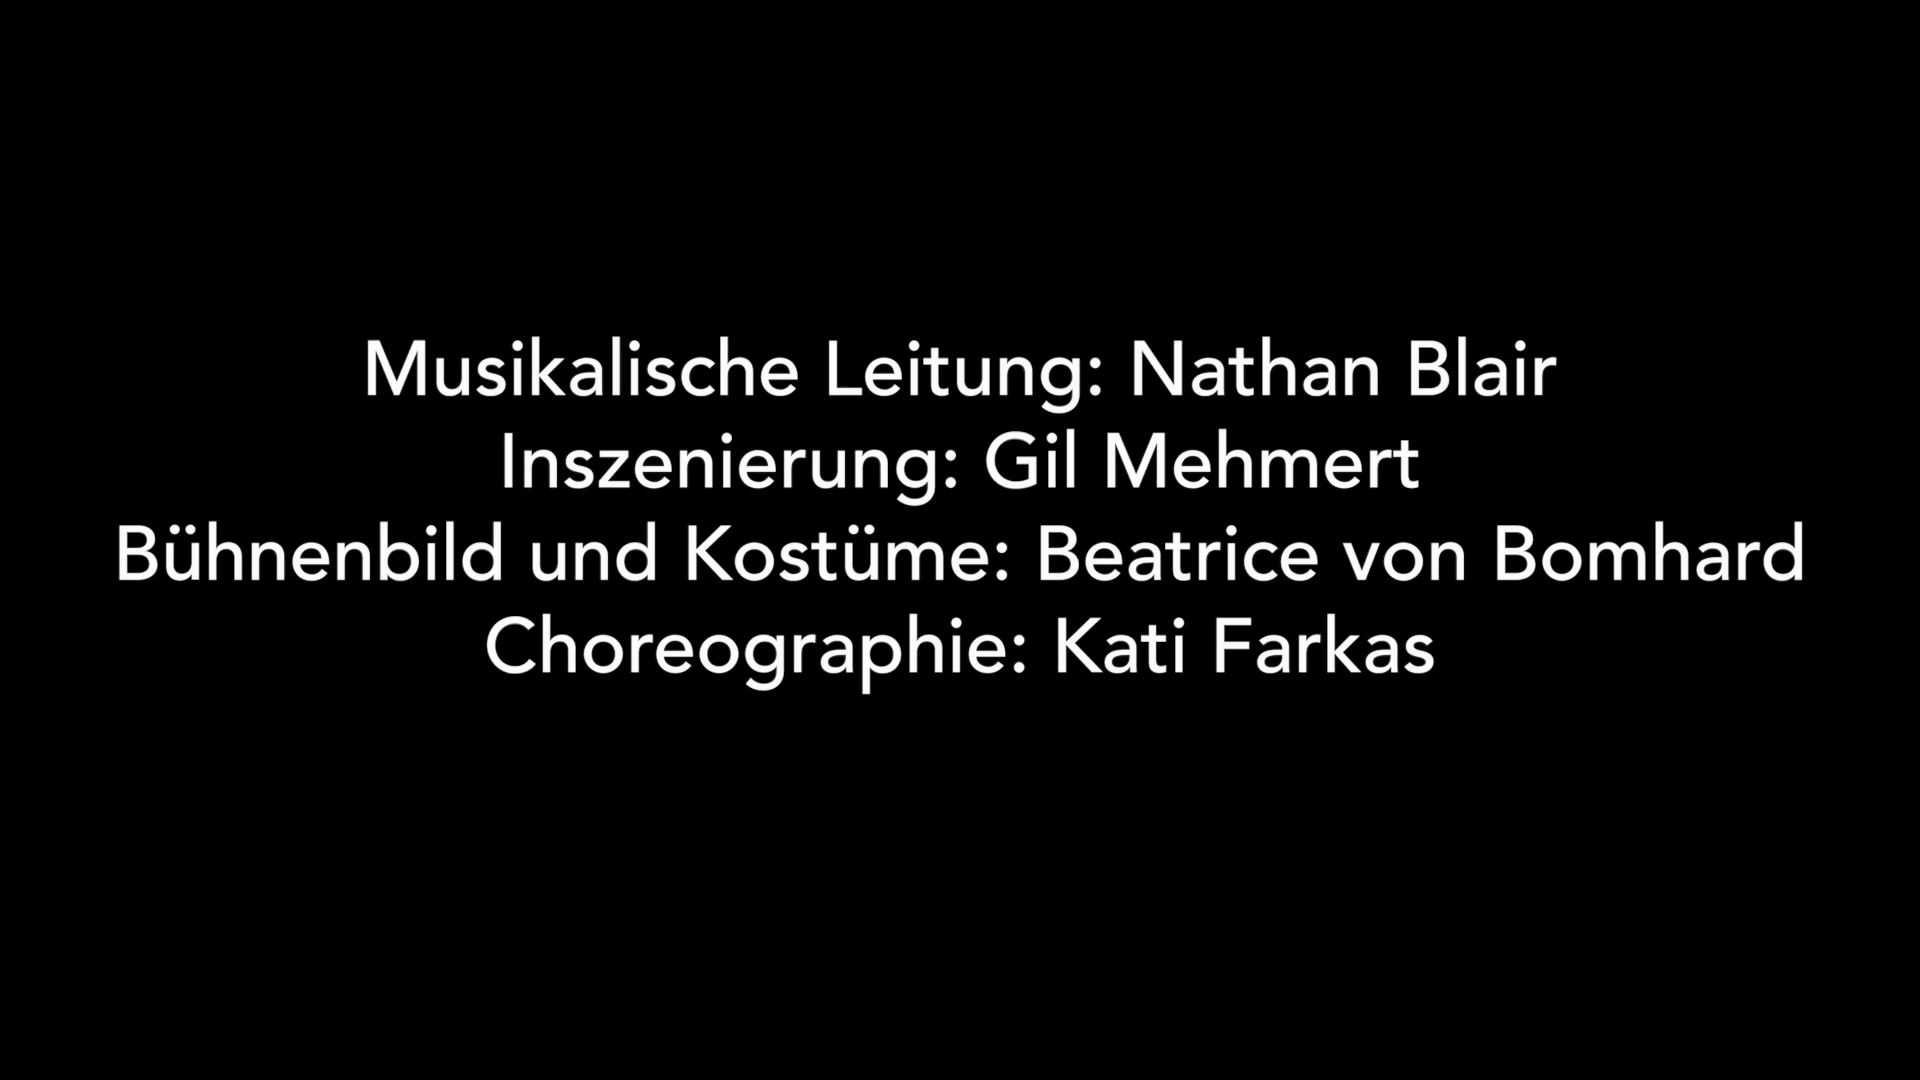 Musikalische Leitung: Nathan Blair
Inszenierung: Gil Mehmert
Bühnenbild und Kostüme: Beatrice von Bomhard
Choreographie: Kati Farkas